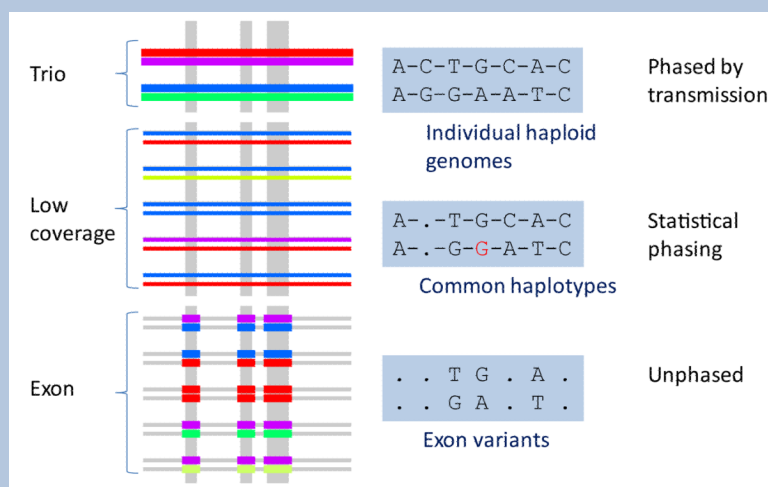 Trio
A-C-T-G-C-A-C
A-G-G-A-A-T-C
Individual haploid
genomes
Phased by
transmission
Low
coverage
A-.-T-G-C-A-C
A-.-G-G-A-T-C
Common haplotypes
Statistical
phasing
Exon
. . T G . A .
. . G A . T .
Exon variants
Unphased